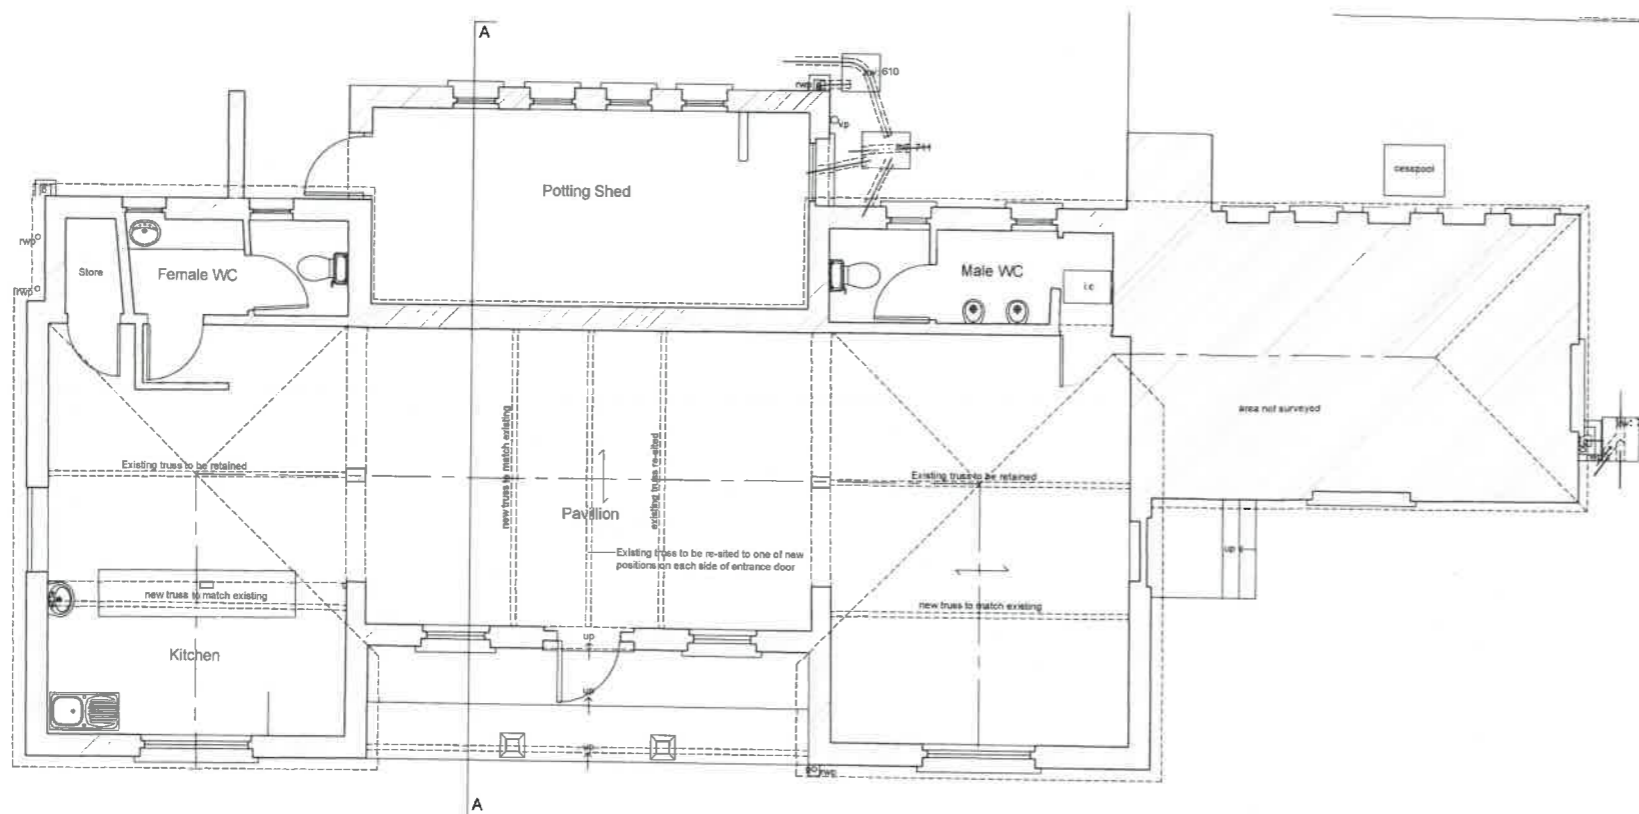 A
rwp
610
vp
Potting Shed
cesspool
rwp
Store
Female WC
Male WC
i.c
rwp
area not surveyed
Existing truss to be retained
new truss to match existing
existing truss re-sited
Existing truss to be retained
Pavilion
Existing truss to be re-sited to one of new
positions on each side of entrance door
up
new truss to match existing
new truss to match existing
up
Kitchen
up
up
rwp
A